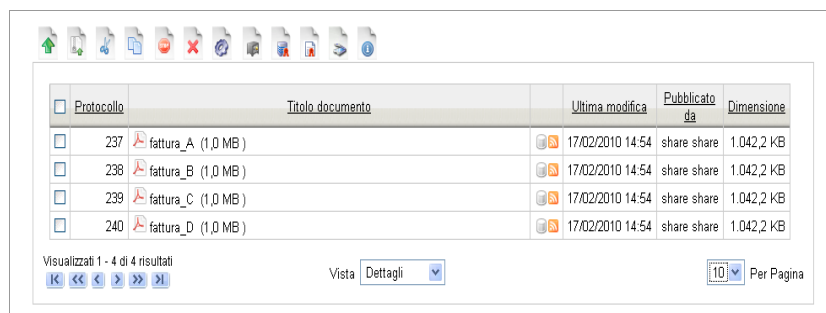 Protocollo Titolo documento Ultima modifica Pubblicato da Dimensione
237 fattura_A (1,0 MB ) 17/02/2010 14:54 share share 1.042,2 KB
238 fattura_B (1,0 MB ) 17/02/2010 14:54 share share 1.042,2 KB
239 fattura_C (1,0 MB ) 17/02/2010 14:54 share share 1.042,2 KB
240 fattura_D (1,0 MB ) 17/02/2010 14:54 share share 1.042,2 KB
Visualizzati 1 - 4 di 4 risultati
Vista Dettagli 10 Per Pagina